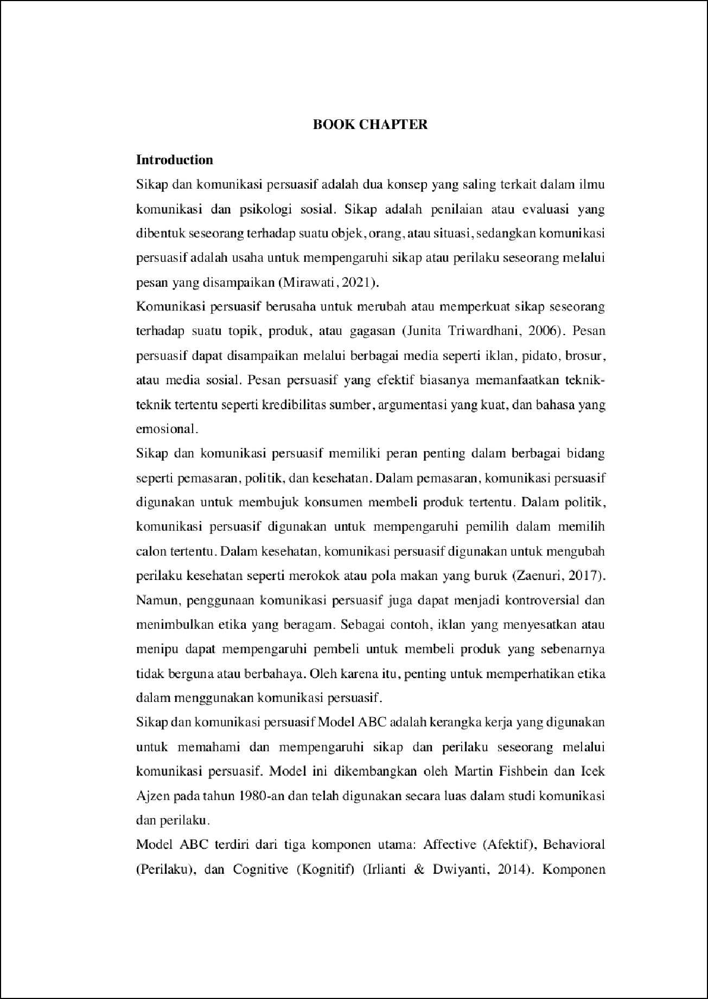 BOOK CHAPTER
Introduction
Sikap dan komunikasi persuasif adalah dua konsep yang saling terkait dalam ilmu
komunikasi dan psikologi sosial. Sikap adalah penilaian atau evaluasi yang
dibentuk seseorang terhadap suatu objek, orang, atau situasi, sedangkan komunikasi
persuasif adalah usaha untuk mempengaruhi sikap atau perilaku seseorang melalui
pesan yang disampaikan (Mirawati, 2021).
Komunikasi persuasif berusaha untuk merubah atau memperkuat sikap seseorang
terhadap suatu topik, produk, atau gagasan (Junita Triwardhani, 2006). Pesan
persuasif dapat disampaikan melalui berbagai media seperti iklan, pidato, brosur,
atau media sosial. Pesan persuasif yang efektif biasanya memanfaatkan teknik-
teknik tertentu seperti kredibilitas sumber, argumentasi yang kuat, dan bahasa yang
emosional.
Sikap dan komunikasi persuasif memiliki peran penting dalam berbagai bidang
seperti pemasaran, politik, dan kesehatan. Dalam pemasaran, komunikasi persuasif
digunakan untuk membujuk konsumen membeli produk tertentu. Dalam politik,
komunikasi persuasif digunakan untuk mempengaruhi pemilih dalam memilih
calon tertentu. Dalam kesehatan, komunikasi persuasif digunakan untuk mengubah
perilaku kesehatan seperti merokok atau pola makan yang buruk (Zaenuri, 2017).
Namun, penggunaan komunikasi persuasif juga dapat menjadi kontroversial dan
menimbulkan etika yang beragam. Sebagai contoh, iklan yang menyesatkan atau
menipu dapat mempengaruhi pembeli untuk membeli produk yang sebenarnya
tidak berguna atau berbahaya. Oleh karena itu, penting untuk memperhatikan etika
dalam menggunakan komunikasi persuasif.
Sikap dan komunikasi persuasif Model ABC adalah kerangka kerja yang digunakan
untuk memahami dan mempengaruhi sikap dan perilaku seseorang melalui
komunikasi persuasif. Model ini dikembangkan oleh Martin Fishbein dan Icek
Ajzen pada tahun 1980-an dan telah digunakan secara luas dalam studi komunikasi
dan perilaku.
Model ABC terdiri dari tiga komponen utama: Affective (Afektif), Behavioral
(Perilaku), dan Cognitive (Kognitif) (Irlianti & Dwiyanti, 2014). Komponen